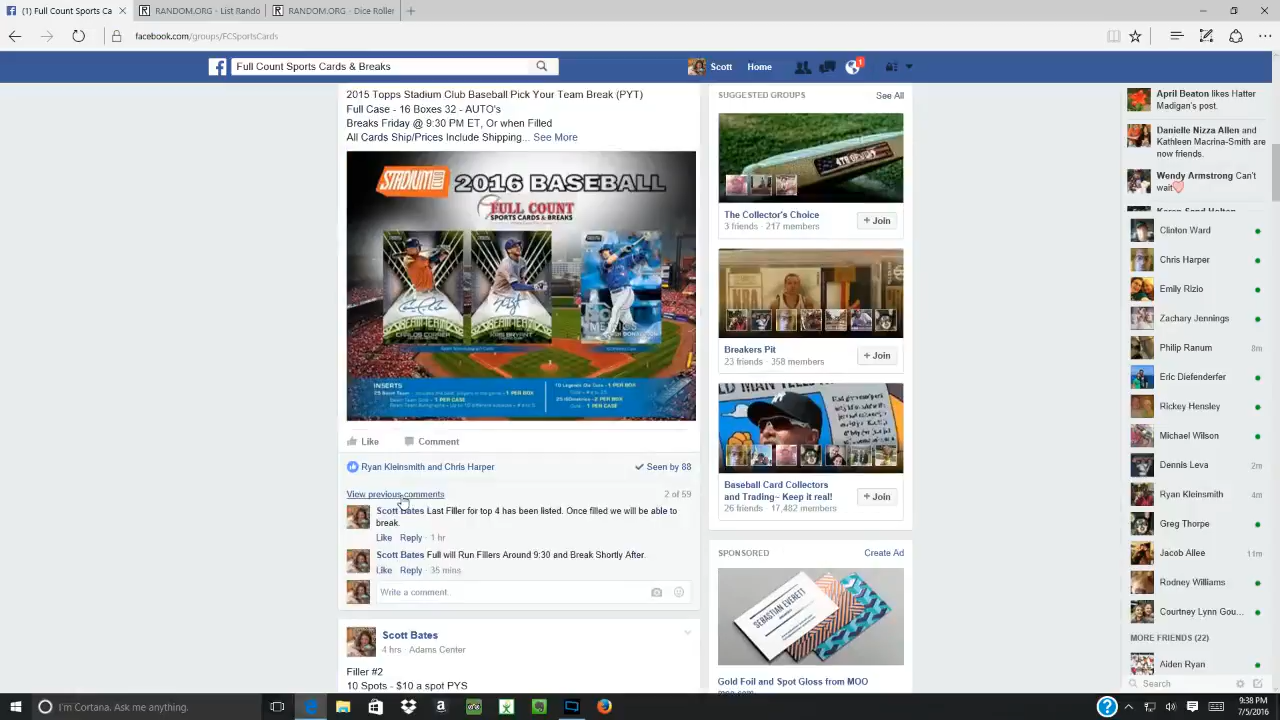 (1) Full Count Sports Ca
RANDOM.ORG - List Rando
RANDOM.ORG - Dice Roller
facebook.com/groups/FCSportsCards
Full Count Sports Cards & Breaks
Scott
Home
1
2015 Topps Stadium Club Baseball Pick Your Team Break (PYT)
Full Case - 16 Boxes 32 - AUTO's
Breaks Friday @ 9:30 PM ET, Or when Filled
All Cards Ship/Prices Include Shipping... See More
STADIUM CLUB
2016 BASEBALL
FULL COUNT
SPORTS CARDS & BREAKS
INSERTS
Like
Comment
Ryan Kleinsmith and Chris Harper
Seen by 88
View previous comments
2 of 59
Scott Bates Last Filler for top 4 has been listed. Once filled we will be able to
break.
Like Reply · 1 hr
Scott Bates Full will Run Fillers Around 9:30 and Break Shortly After.
Like Reply · 35 mins
Write a comment.
Scott Bates
4 hrs · Adams Center
Filler #2
10 Spots - $10 a spot PYS
SUGGESTED GROUPS
See All
The Collector's Choice
3 friends · 217 members
+ Join
Breakers Pit
23 friends · 358 members
+ Join
Baseball Card Collectors
and Trading~ Keep it real!
26 friends · 17,482 members
+ Join
SPONSORED
Create Ad
SEBASTIAN EVERETT
Gold Foil and Spot Gloss from MOO
April Beaton likes Hatter
Madigan's post.
Danielle Nizza Allen and
Kathleen Macrina-Smith are
now friends.
Wendy Armstrong Can't
wait
Clinton Ward
Chris Harper
Emily Rizio
Zachary Jennings
Philip Ranum 8m
Eric Diefenderfer
Rickey Hensley
Michael Wilson
Dennis Leva 2m
Ryan Kleinsmith 4m
Greg Thorpe
Jacob Allee 11m
Rodney Williams
Courtney Lynn Gou...
MORE FRIENDS (22)
Aiden Ryan
Search
I'm Cortana. Ask me anything.
9:38 PM
7/5/2016